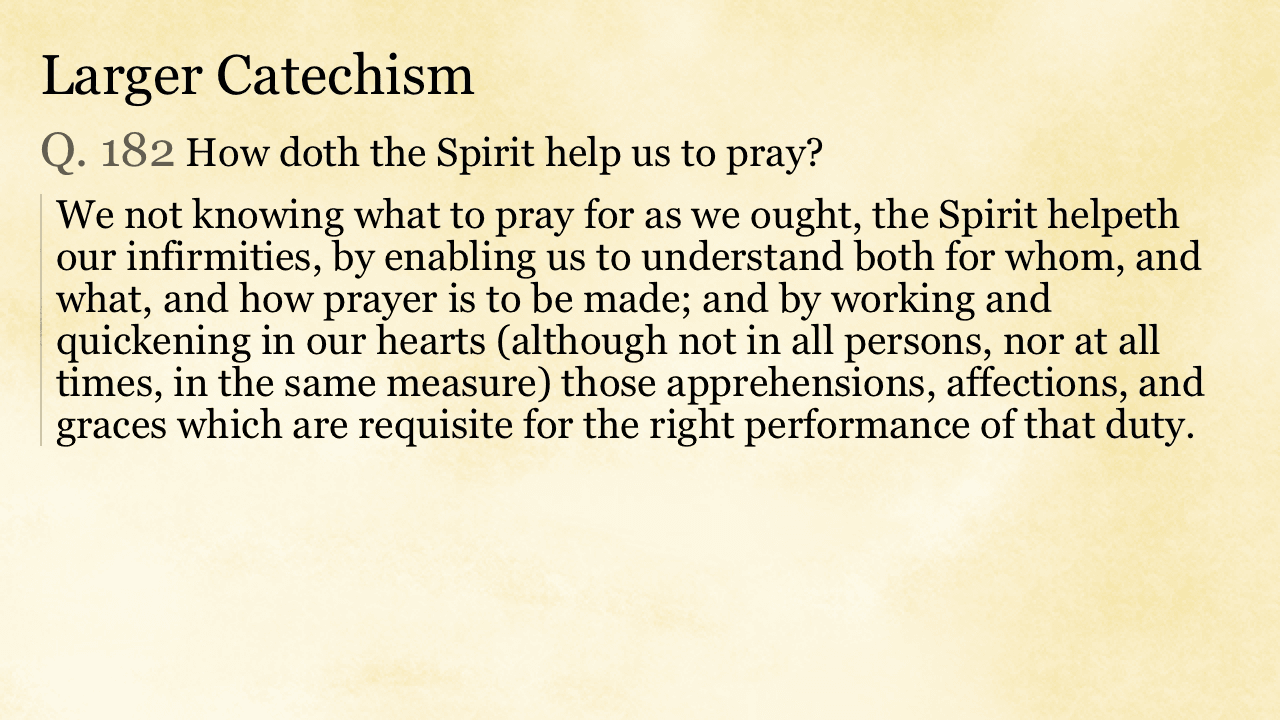 Larger Catechism
Q. 182 How doth the Spirit help us to pray?
We not knowing what to pray for as we ought, the Spirit helpeth
our infirmities, by enabling us to understand both for whom, and
what, and how prayer is to be made; and by working and
quickening in our hearts (although not in all persons, nor at all
times, in the same measure) those apprehensions, affections, and
graces which are requisite for the right performance of that duty.